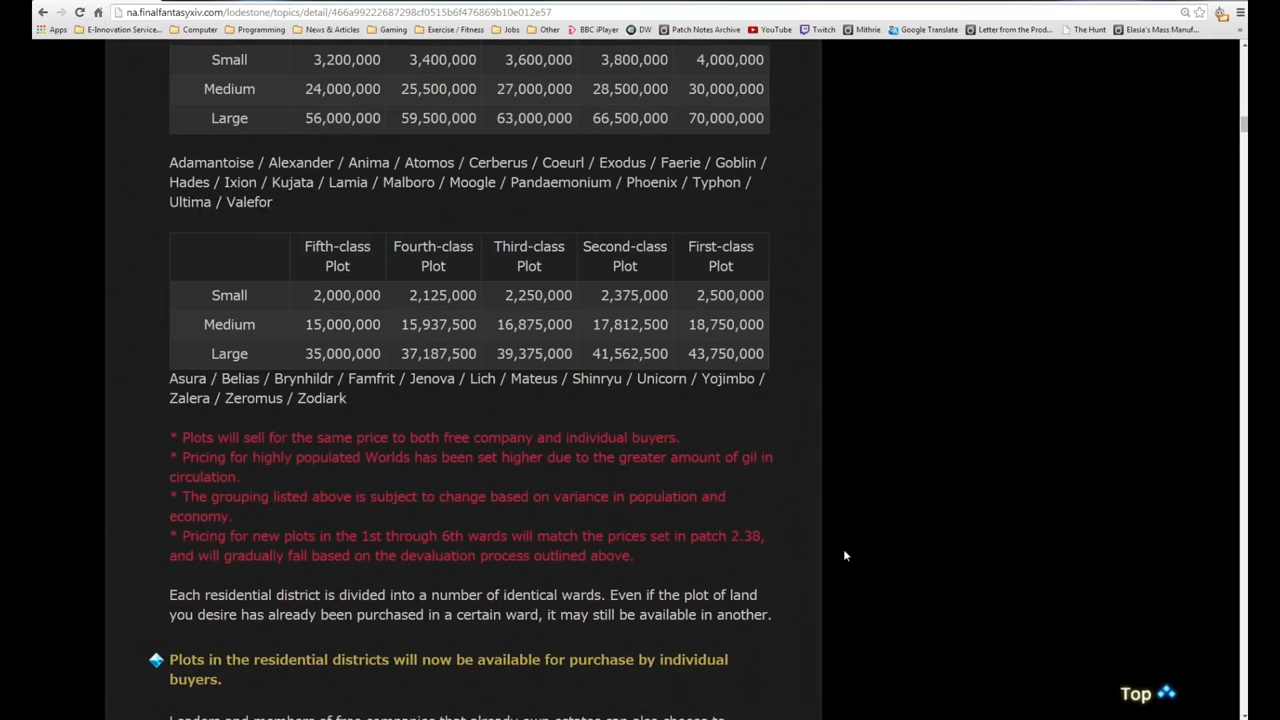 na.finalfantasyxiv.com/lodestone/topics/detail/466a99222687298cf0515b6f476869b10e012e57
Apps E-Innovation Service... Computer Programming News & Articles Gaming Exercise / Fitness Jobs Other BBC iPlayer DW Patch Notes Archive YouTube Twitch Mithrie Google Translate Letter from the Prod... The Hunt Elasia's Mass Manuf... »
Small 3,200,000 3,400,000 3,600,000 3,800,000 4,000,000
Medium 24,000,000 25,500,000 27,000,000 28,500,000 30,000,000
Large 56,000,000 59,500,000 63,000,000 66,500,000 70,000,000
Adamantoise / Alexander / Anima / Atomos / Cerberus / Coeurl / Exodus / Faerie / Goblin /
Hades / Ixion / Kujata / Lamia / Malboro / Moogle / Pandaemonium / Phoenix / Typhon /
Ultima / Valefor
Fifth-class Fourth-class Third-class Second-class First-class
Plot Plot Plot Plot Plot
Small 2,000,000 2,125,000 2,250,000 2,375,000 2,500,000
Medium 15,000,000 15,937,500 16,875,000 17,812,500 18,750,000
Large 35,000,000 37,187,500 39,375,000 41,562,500 43,750,000
Asura / Belias / Brynhildr / Famfrit / Jenova / Lich / Mateus / Shinryu / Unicorn / Yojimbo /
Zalera / Zeromus / Zodiark
* Plots will sell for the same price to both free company and individual buyers.
* Pricing for highly populated Worlds has been set higher due to the greater amount of gil in
circulation.
* The grouping listed above is subject to change based on variance in population and
economy.
* Pricing for new plots in the 1st through 6th wards will match the prices set in patch 2.38,
and will gradually fall based on the devaluation process outlined above.
Each residential district is divided into a number of identical wards. Even if the plot of land
you desire has already been purchased in a certain ward, it may still be available in another.
Plots in the residential districts will now be available for purchase by individual
buyers.
Top
Leaders and members of free companies that already own estates can also choose to